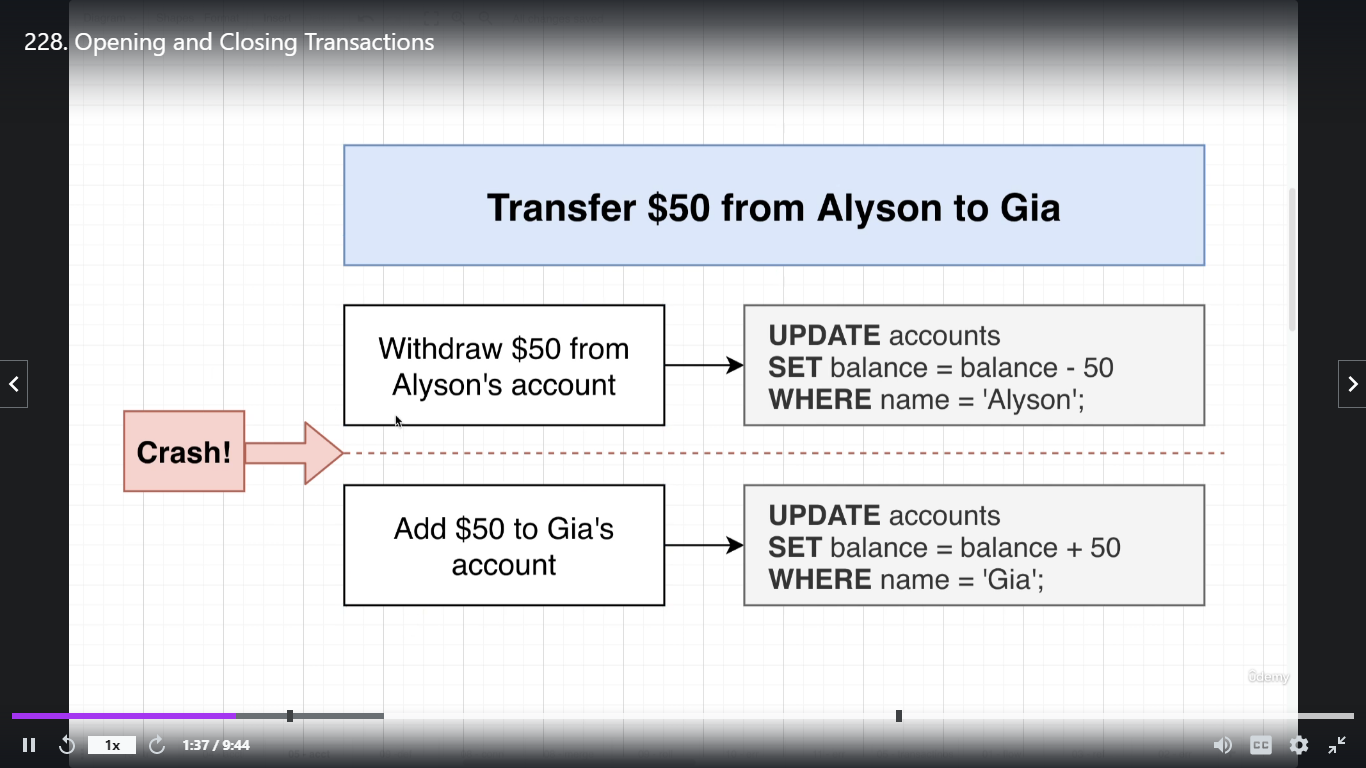 228. Opening and Closing Transactions
Transfer $50 from Alyson to Gia
Withdraw $50 from
Alyson's account
UPDATE accounts
SET balance = balance - 50
WHERE name = 'Alyson';
Crash!
Add $50 to Gia's
account
UPDATE accounts
SET balance = balance + 50
WHERE name = 'Gia';
ûdemy
1x
1:37 / 9:44
CC